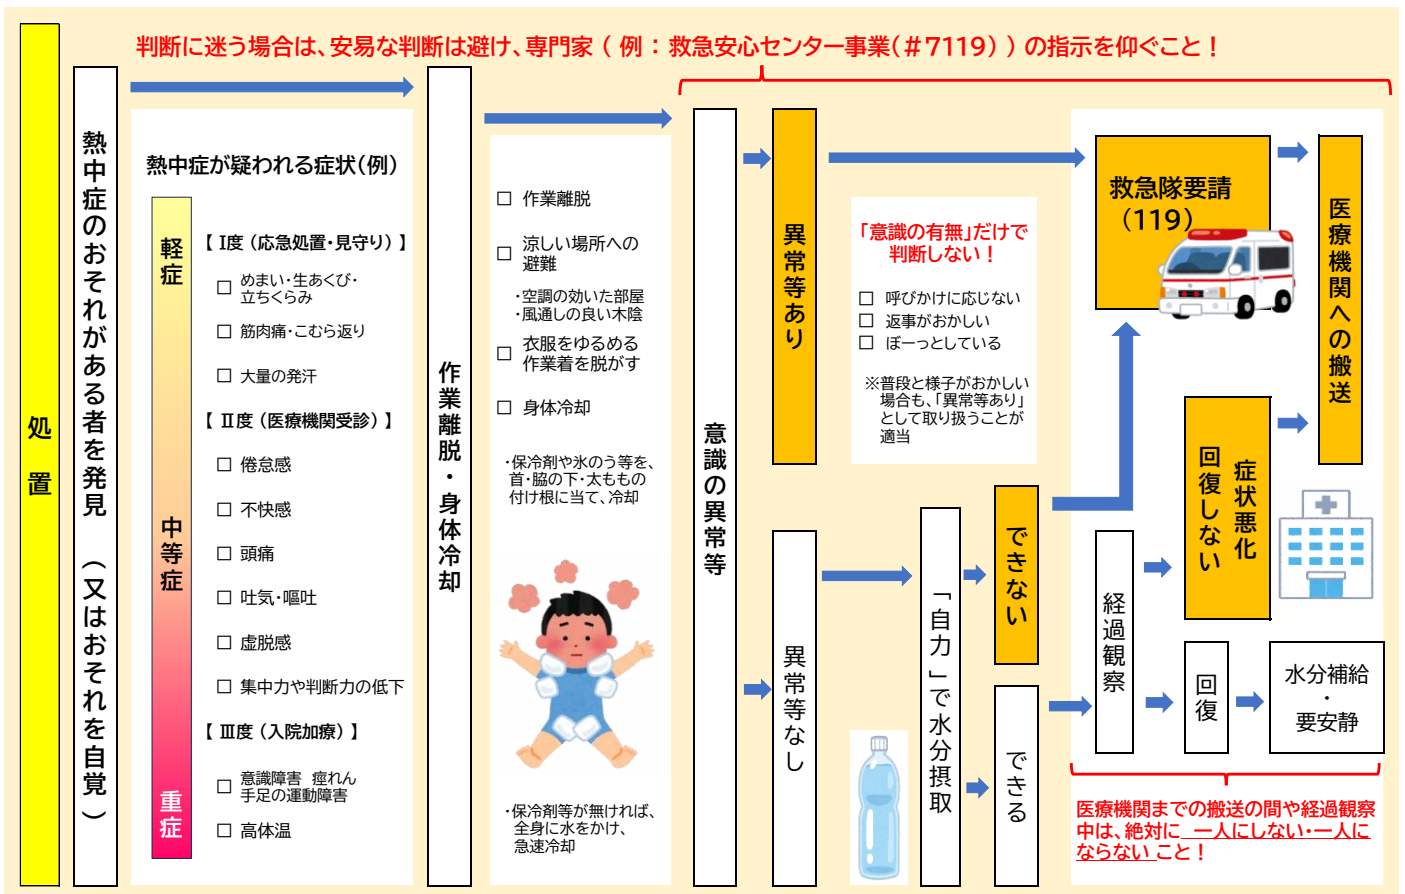 判断に迷う場合は、安易な判断は避け、専門家（ 例 ： 救急安心センター事業（＃7119））の指示を仰ぐこと！
処置
熱中症のおそれがある者を発見 （又はおそれを自覚）
熱中症が疑われる症状（例）
軽症
中等症
重症
【 Ⅰ度 （応急処置・見守り） 】
□ めまい・生あくび・
立ちくらみ
□ 筋肉痛・こむら返り
□ 大量の発汗
【 Ⅱ度 （医療機関受診） 】
□ 倦怠感
□ 不快感
□ 頭痛
□ 吐気・嘔吐
□ 虚脱感
□ 集中力や判断力の低下
【 Ⅲ度 （入院加療） 】
□ 意識障害 痙れん
手足の運動障害
□ 高体温
作業離脱・身体冷却
□ 作業離脱
□ 涼しい場所への
避難
・空調の効いた部屋
・風通しの良い木陰
□ 衣服をゆるめる
作業着を脱がす
□ 身体冷却
・保冷剤や氷のう等を、
首・脇の下・太ももの
付け根に当て、冷却
・保冷剤等が無ければ、
全身に水をかけ、
急速冷却
意識の異常等
異常等あり
「意識の有無」だけで
判断しない！
□ 呼びかけに応じない
□ 返事がおかしい
□ ぼーっとしている
※普段と様子がおかしい
場合も、「異常等あり」
として取り扱うことが
適当
救急隊要請
（119）
医療機関への搬送
異常等なし
「自力」で水分摂取
できない
できる
経過観察
症状悪化
回復しない
回復
水分補給
・
要安静
医療機関までの搬送の間や経過観察
中は、絶対に 一人にしない・一人に
ならない こと！